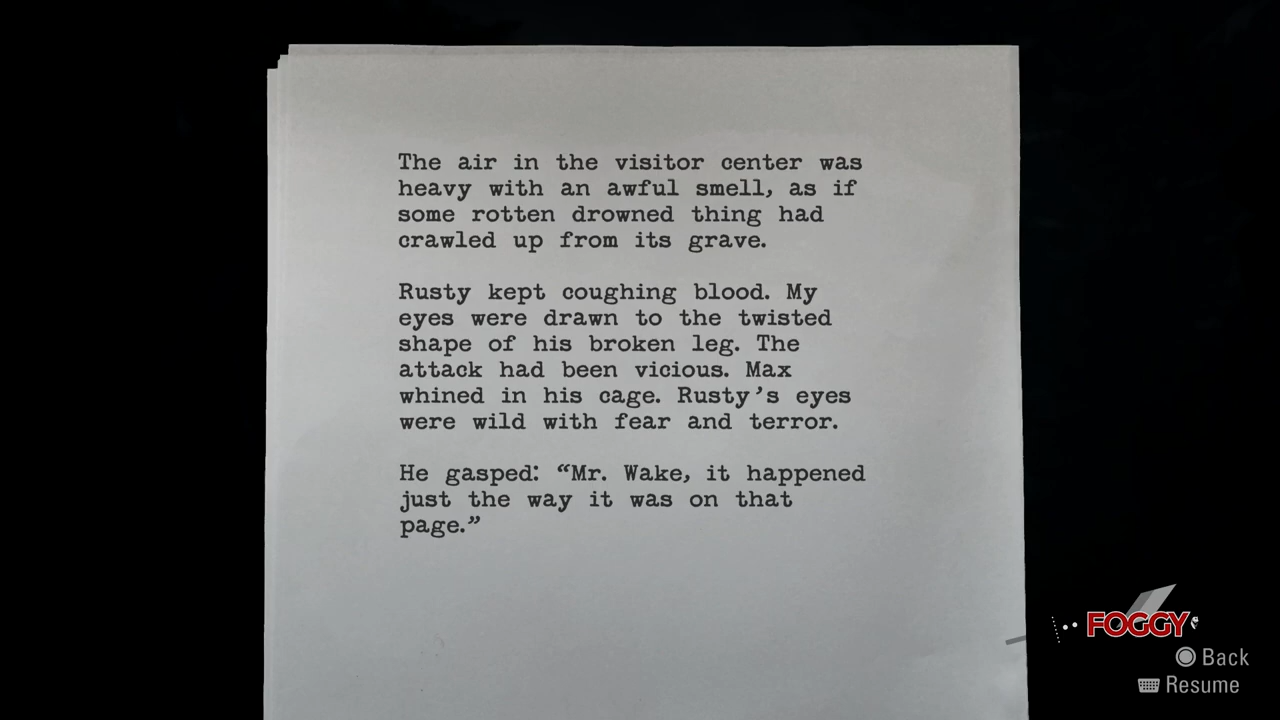 The air in the visitor center was
heavy with an awful smell, as if
some rotten drowned thing had
crawled up from its grave.
Rusty kept coughing blood. My
eyes were drawn to the twisted
shape of his broken leg. The
attack had been vicious. Max
whined in his cage. Rusty’s eyes
were wild with fear and terror.
He gasped: “Mr. Wake, it happened
just the way it was on that
page.”
FOGGY
Back
Resume